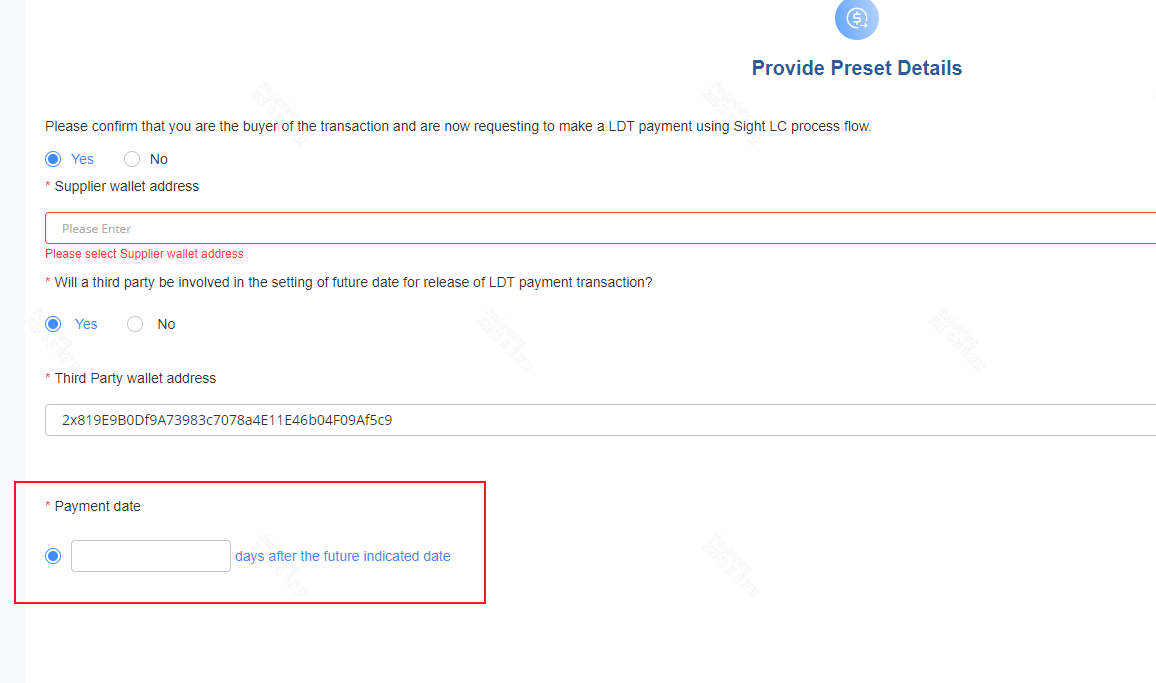 Provide Preset Details
Please confirm that you are the buyer of the transaction and are now requesting to make a LDT payment using Sight LC process flow.
Yes No
* Supplier wallet address
Please Enter
Please select Supplier wallet address
* Will a third party be involved in the setting of future date for release of LDT payment transaction?
Yes No
* Third Party wallet address
2x819E9B0Df9A73983c7078a4E11E46b04F09Af5c9
* Payment date
days after the future indicated date